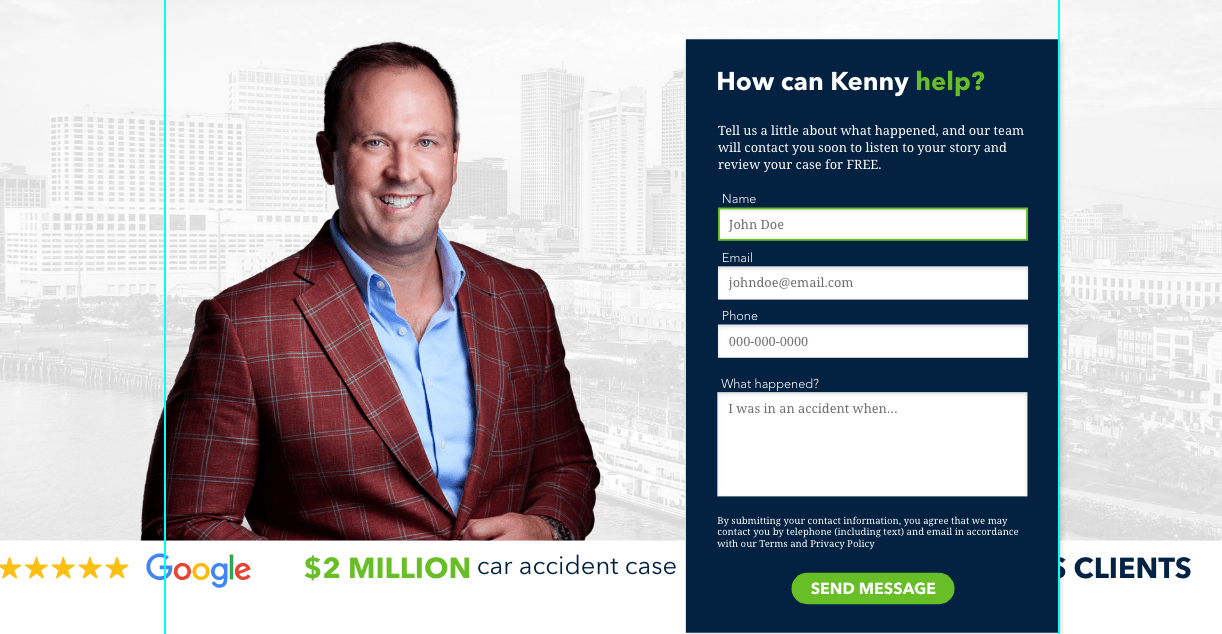 How can Kenny help?
Tell us a little about what happened, and our team
will contact you soon to listen to your story and
review your case for FREE.
Name
John Doe
Email
johndoe@email.com
Phone
000-000-0000
What happened?
I was in an accident when...
By submitting your contact information, you agree that we may
contact you by telephone (including text) and email in accordance
with our Terms and Privacy Policy
SEND MESSAGE
Google $2 MILLION car accident case S CLIENTS